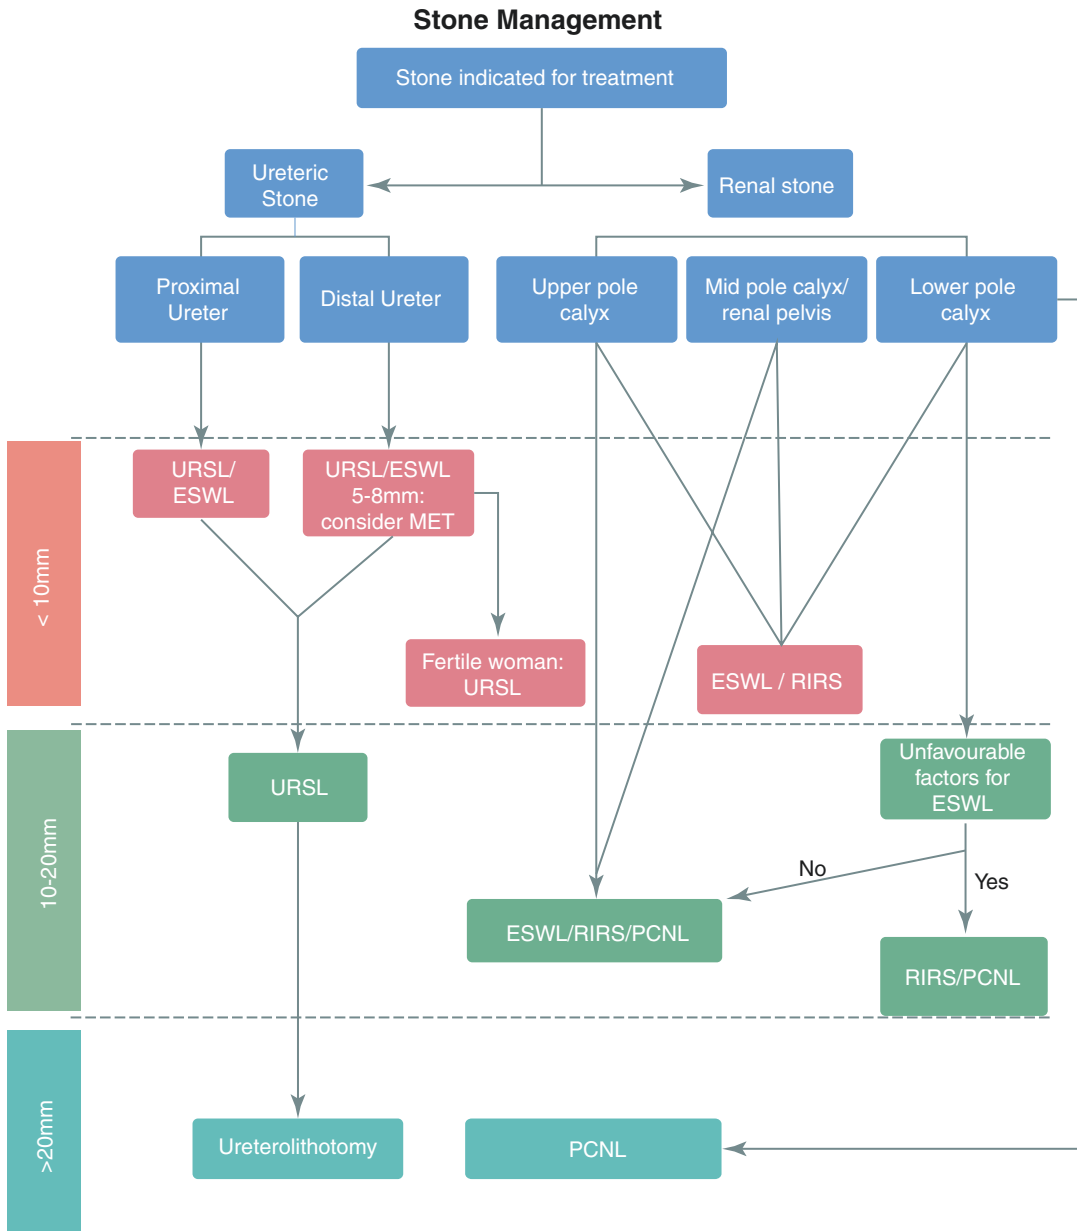 Stone Management
Stone indicated for treatment
Ureteric
Stone
Renal stone
Proximal
Ureter
Distal Ureter
Upper pole
calyx
Mid pole calyx/
renal pelvis
Lower pole
calyx
< 10mm
URSL/
ESWL
URSL/ESWL
5-8mm:
consider MET
Fertile woman:
URSL
ESWL / RIRS
10-20mm
URSL
Unfavourable
factors for
ESWL
No
Yes
ESWL/RIRS/PCNL
RIRS/PCNL
>20mm
Ureterolithotomy
PCNL